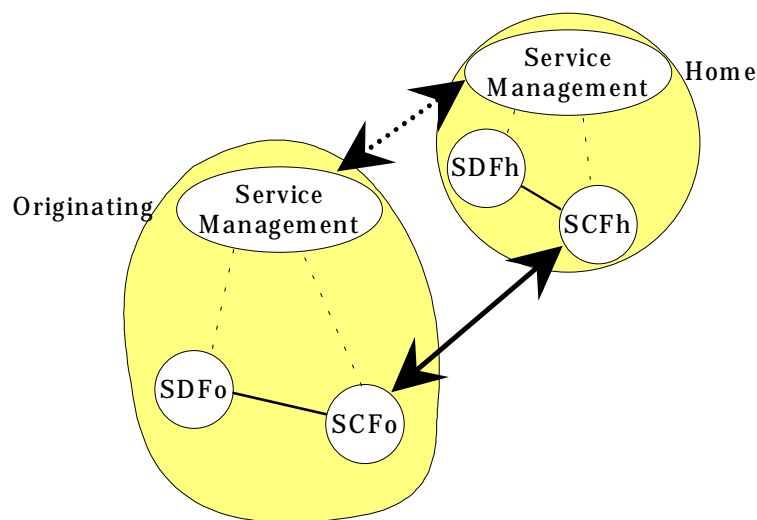 Service
Management
Home
SDFh
SCFh
Originating
Service
Management
SDFo
SCFo